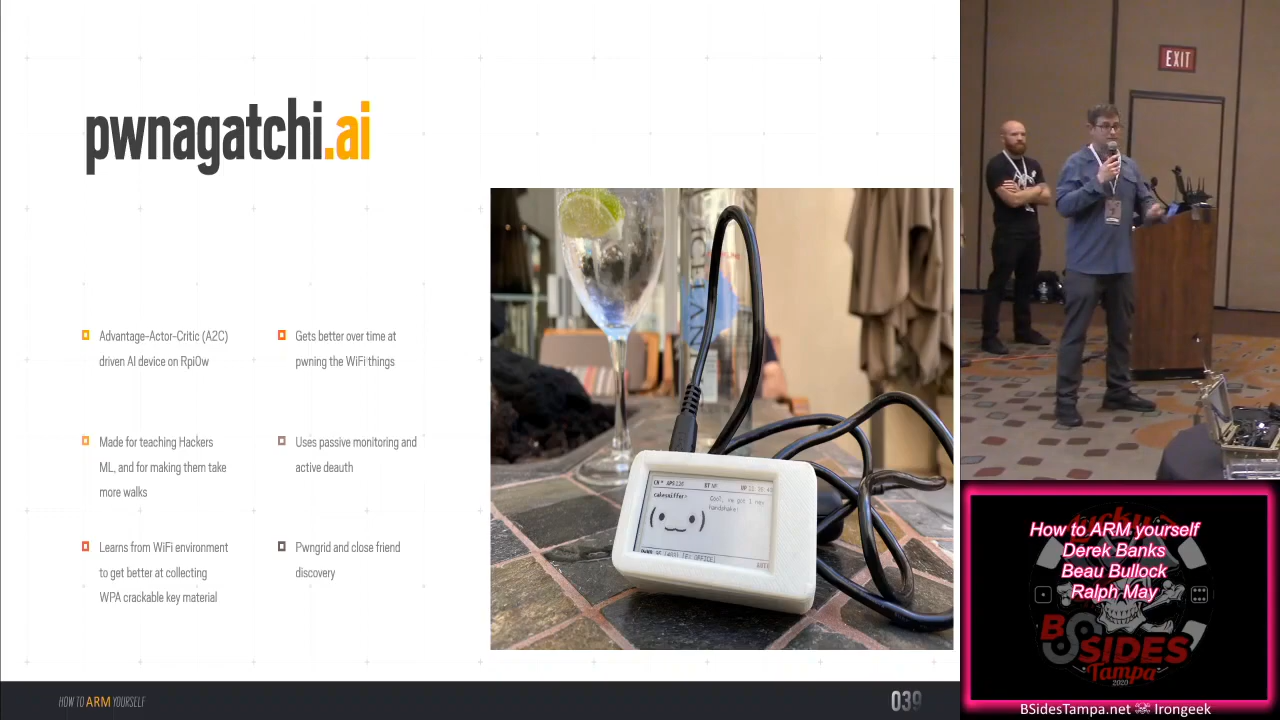 pwnagatchi.ai
Advantage-Actor-Critic (A2C)
driven AI device on Rpi0w
Gets better over time at
pwning the WiFi things
Made for teaching Hackers
ML, and for making them take
more walks
Uses passive monitoring and
active deauth
Learns from WiFi environment
to get better at collecting
WPA crackable key material
Pwngrid and close friend
discovery
cakesniffer>
Cool, we got 1 new
handshake!
HOW TO ARM YOURSELF
039
EXIT
How to ARM yourself
Derek Banks
Beau Bullock
Ralph May
BSIDES
Tampa
2020
BSidesTampa.net
Irongeek